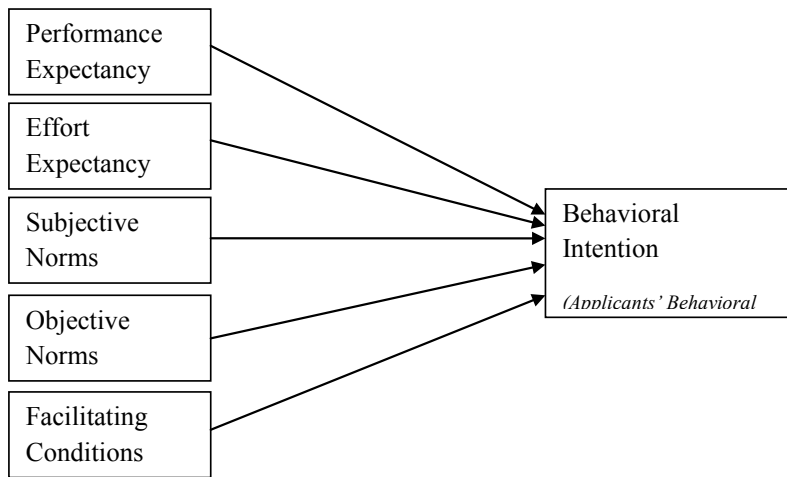 Performance
Expectancy
Effort
Expectancy
Subjective
Norms
Objective
Norms
Facilitating
Conditions
Behavioral
Intention
(Applicants’ Behavioral